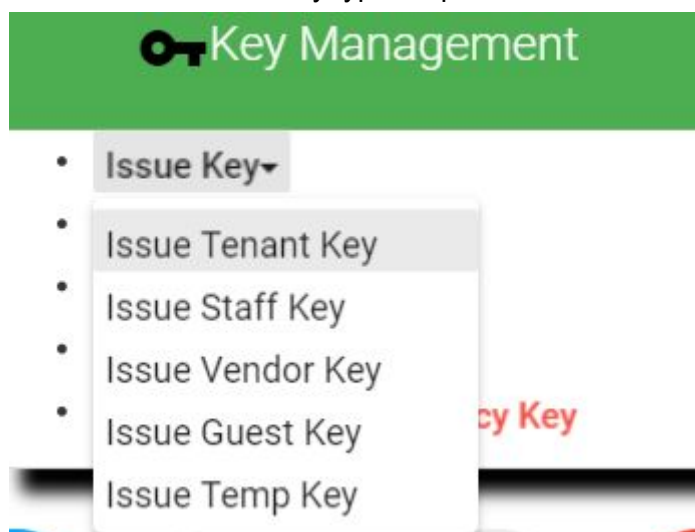 Key Management
Issue Key
Issue Tenant Key
Issue Staff Key
Issue Vendor Key
Issue Guest Key
cy Key
Issue Temp Key